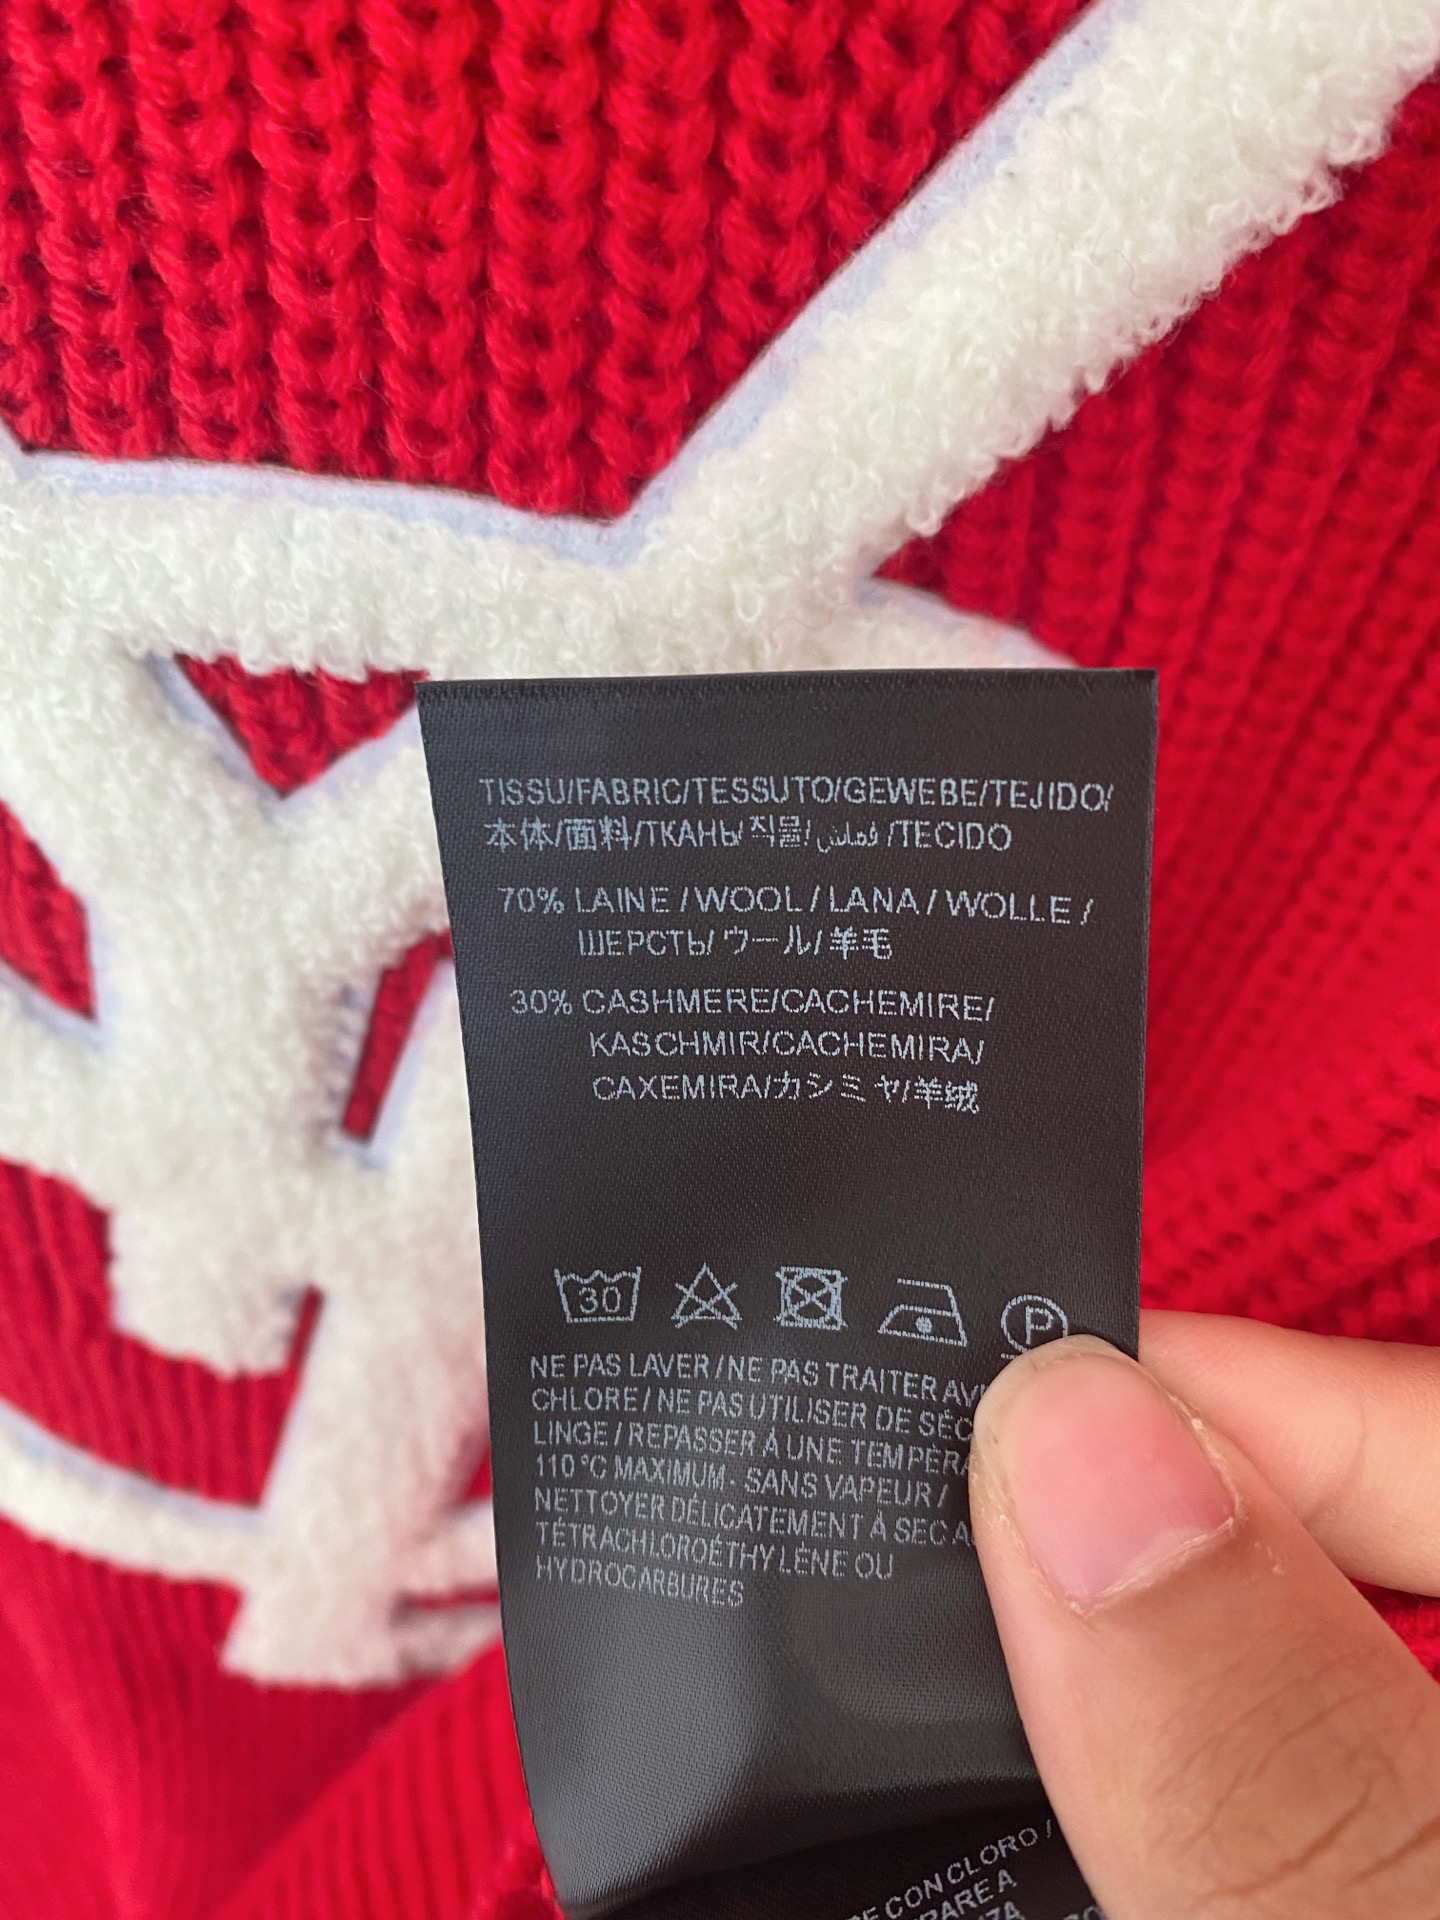 TISSU/FABRIC/TESSUTO/GEWEBE/TEJIDO/
本体/面料/ТКАНЬ/직물/قماش/TECIDO
70% LAINE / WOOL / LANA / WOLLE /
ШЕРСТЬ/ウール/羊毛
30% CASHMERE/CACHEMIRE/
KASCHMIR/CACHEMIRA/
CAXEMIRA/カシミヤ/羊绒
30
P
NE PAS LAVER / NE PAS TRAITER
CHLORE / NE PAS UTILISER DE
LINGE / REPASSER À UNE
110 °C MAXIMUM - SANS VAPEUR /
NETTOYER DÉLICATEMENT À SEC
TÉTRACHLOROÉTHYLÈNE OU
HYDROCARBURES
CON CLORO /
A